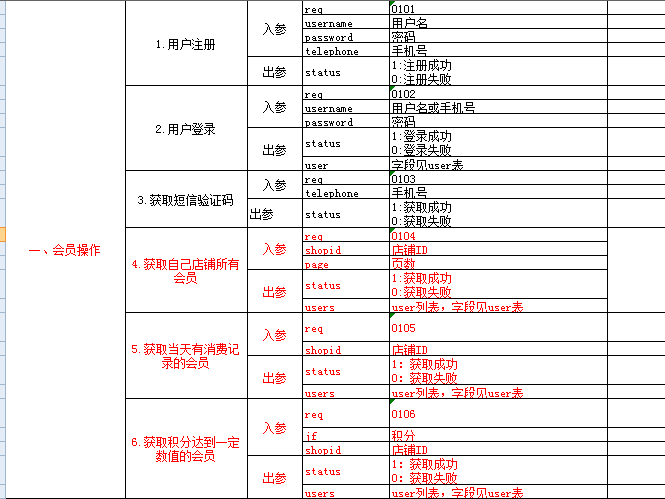 一、会员操作
1.用户注册
入参
req
0101
username
用户名
password
密码
telephone
手机号
出参
status
1:注册成功
0:注册失败
2.用户登录
入参
req
0102
username
用户名或手机号
password
密码
出参
status
1:登录成功
0:登录失败
user
字段见user表
3.获取短信验证码
入参
req
0103
telephone
手机号
出参
status
1:获取成功
0:获取失败
4.获取自己店铺所有
会员
入参
req
0104
shopid
店铺ID
page
页数
出参
status
1:获取成功
0:获取失败
users
user列表，字段见user表
5.获取当天有消费记
录的会员
入参
req
0105
shopid
店铺ID
出参
status
1：获取成功
0：获取失败
users
user列表，字段见user表
6.获取积分达到一定
数值的会员
入参
req
0106
jf
积分
shopid
店铺ID
出参
status
1：获取成功
0：获取失败
users
user列表，字段见user表